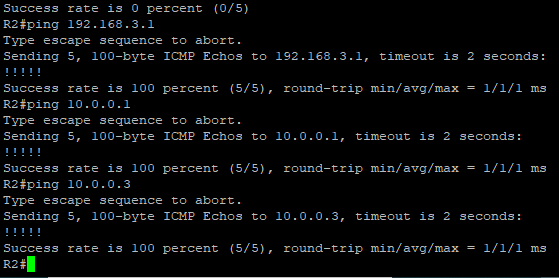 Success rate is 0 percent (0/5)
R2#ping 192.168.3.1
Type escape sequence to abort.
Sending 5, 100-byte ICMP Echos to 192.168.3.1, timeout is 2 seconds:
!!!!!
Success rate is 100 percent (5/5), round-trip min/avg/max = 1/1/1 ms
R2#ping 10.0.0.1
Type escape sequence to abort.
Sending 5, 100-byte ICMP Echos to 10.0.0.1, timeout is 2 seconds:
!!!!!
Success rate is 100 percent (5/5), round-trip min/avg/max = 1/1/1 ms
R2#ping 10.0.0.3
Type escape sequence to abort.
Sending 5, 100-byte ICMP Echos to 10.0.0.3, timeout is 2 seconds:
!!!!!
Success rate is 100 percent (5/5), round-trip min/avg/max = 1/1/1 ms
R2#